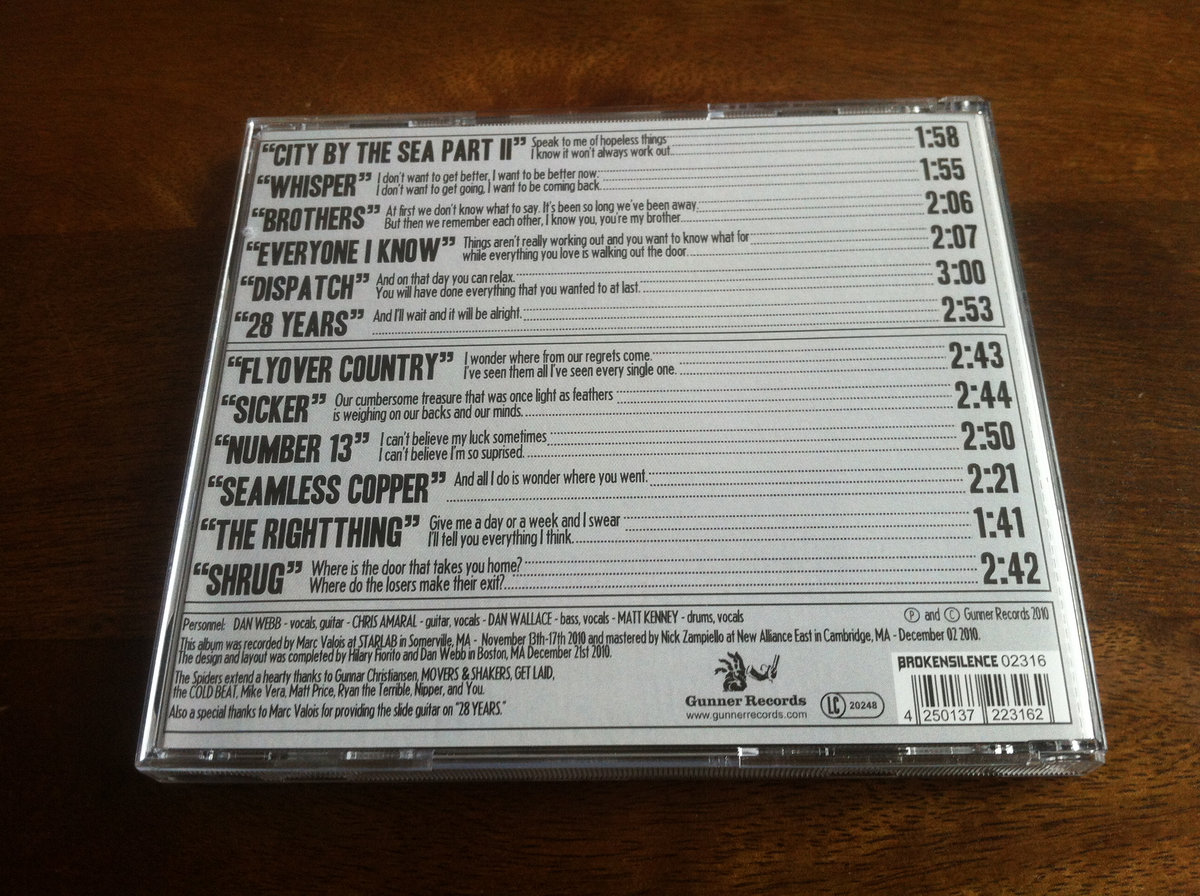 “CITY BY THE SEA PART II” Speak to me of hopeless things 1:58
I know it won't always work out.
“WHISPER” I don't want to get better, I want to be better now. 1:55
I don't want to get going, I want to be coming back.
“BROTHERS” At first we don't know what to say. It's been so long we've been away, 2:06
But then we remember each other, I know you, you're my brother.
“EVERYONE I KNOW” Things aren't really working out and you want to know what for 2:07
while everything you love is walking out the door.
“DISPATCH” And on that day you can relax. 3:00
You will have done everything that you wanted to at last.
“28 YEARS” And I'll wait and it will be alright. 2:53
“FLYOVER COUNTRY” I wonder where from our regrets come. 2:43
I've seen them all I've seen every single one.
“SICKER” Our cumbersome treasure that was once light as feathers 2:44
is weighing on our backs and our minds.
“NUMBER 13” I can't believe my luck sometimes 2:50
I can't believe I'm so suprised.
“SEAMLESS COPPER” And all I do is wonder where you went. 2:21
“THE RIGHTTHING” Give me a day or a week and I swear 1:41
I'll tell you everything I think.
“SHRUG” Where is the door that takes you home? 2:42
Where do the losers make their exit?
Personnel: DAN WEBB - vocals, guitar - CHRIS AMARAL - guitar, vocals - DAN WALLACE - bass, vocals - MATT KENNEY - drums, vocals
Ⓟ and Ⓒ Gunner Records 2010
This album was recorded by Marc Valois at STARLAB in Somerville, MA - November 13th-17th 2010 and mastered by Nick Zampiello at New Alliance East in Cambridge, MA - December 02 2010.
The design and layout was completed by Hilary Fiorito and Dan Webb in Boston, MA December 21st 2010.
The Spiders extend a hearty thanks to Gunnar Christiansen, MOVERS & SHAKERS, GET LAID,
the COLD BEAT, Mike Vera, Matt Price, Ryan the Terrible, Nipper, and You.
Also a special thanks to Marc Valois for providing the slide guitar on "28 YEARS."
Gunner Records
www.gunnerrecords.com
LC 20248
BROKENSILENCE 02316
4 250137 223162